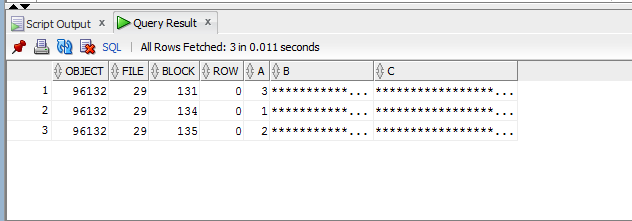 Script Output x Query Result x
SQL | All Rows Fetched: 3 in 0.011 seconds
OBJECT FILE BLOCK ROW A B C
1 96132 29 131 0 3 ***********... *****************...
2 96132 29 134 0 1 ***********... *****************...
3 96132 29 135 0 2 ***********... *****************...